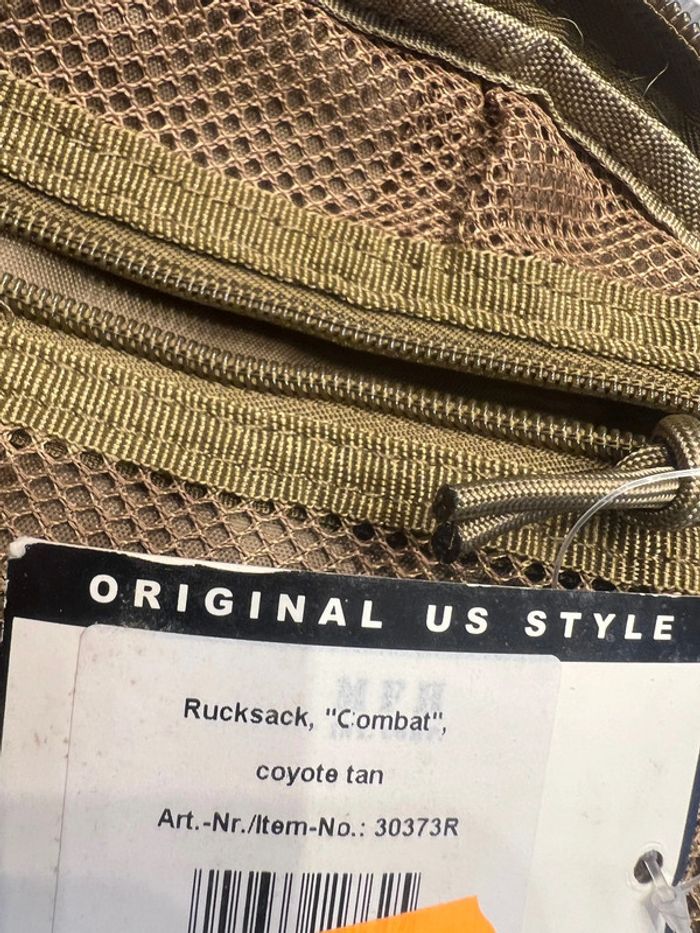 ORIGINAL US STYLE
Rucksack, "Combat",
coyote tan
Art.-Nr./Item-No.: 30373R